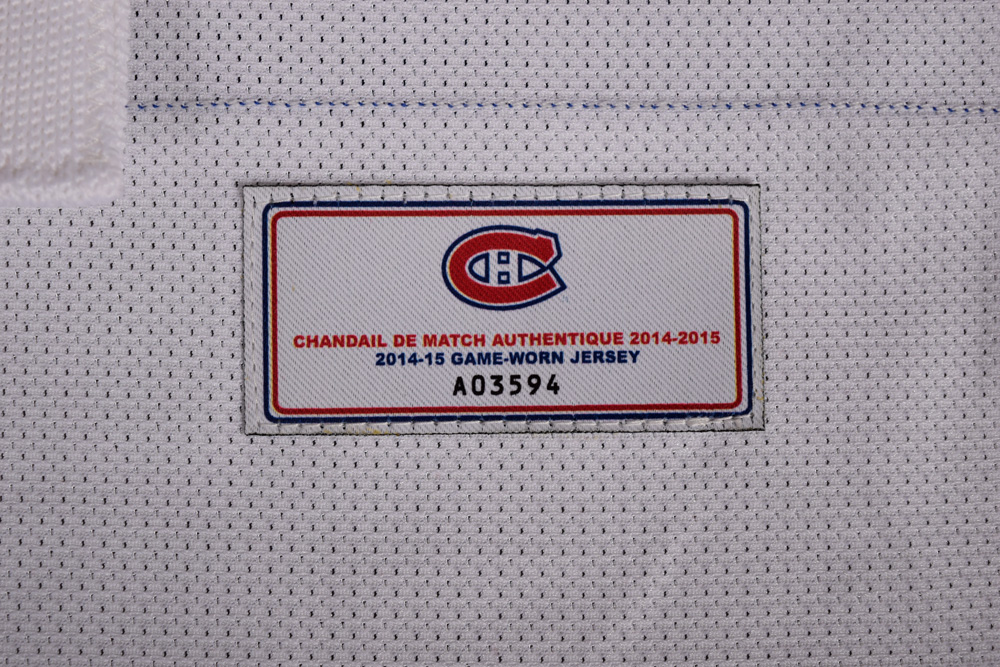 CHANDAIL DE MATCH AUTHENTIQUE 2014-2015
2014-15 GAME-WORN JERSEY
A03594